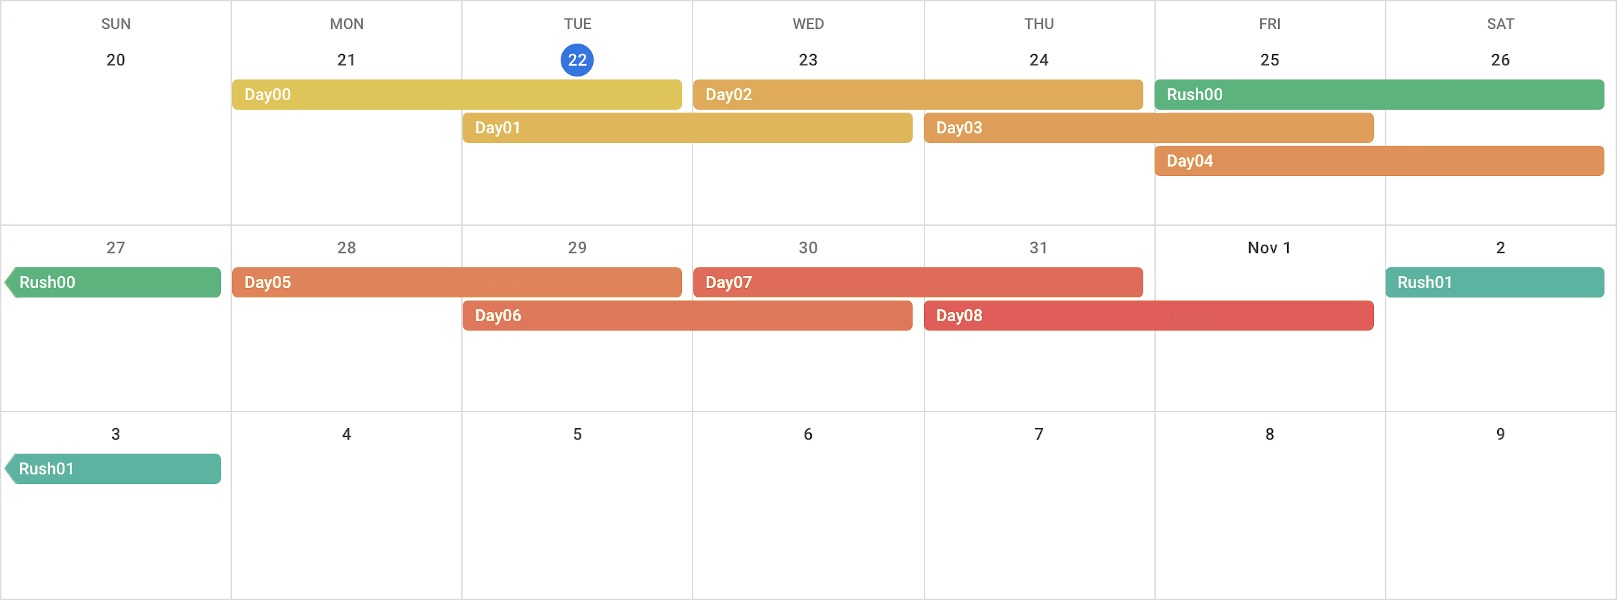 SUN MON TUE WED THU FRI SAT
20 21 22 23 24 25 26
Day00 Day02 Rush00
Day01 Day03
Day04
27 28 29 30 31 Nov 1 2
Rush00 Day05 Day07 Rush01
Day06 Day08
3 4 5 6 7 8 9
Rush01